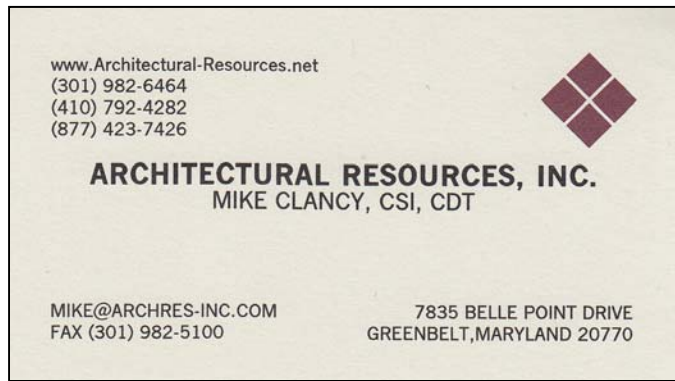 www.Architectural-Resources.net
(301) 982-6464
(410) 792-4282
(877) 423-7426
ARCHITECTURAL RESOURCES, INC.
MIKE CLANCY, CSI, CDT
MIKE@ARCHRES-INC.COM
FAX (301) 982-5100
7835 BELLE POINT DRIVE
GREENBELT,MARYLAND 20770